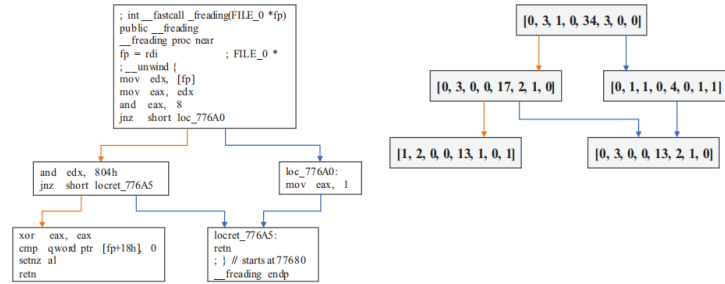 ; int __fastcall _freading(FILE_0 *fp)
public __freading
__freading proc near
fp = rdi ; FILE_0 *
; __unwind {
mov edx, [fp]
mov eax, edx
and eax, 8
jnz short loc_776A0
and edx, 804h
jnz short locret_776A5
loc_776A0:
mov eax, 1
xor eax, eax
cmp qword ptr [fp+18h], 0
setnz al
retn
locret_776A5:
retn
; } // starts at 77680
__freading endp
[0, 3, 1, 0, 34, 3, 0, 0]
[0, 3, 0, 0, 17, 2, 1, 0]
[0, 1, 1, 0, 4, 0, 1, 1]
[1, 2, 0, 0, 13, 1, 0, 1]
[0, 3, 0, 0, 13, 2, 1, 0]